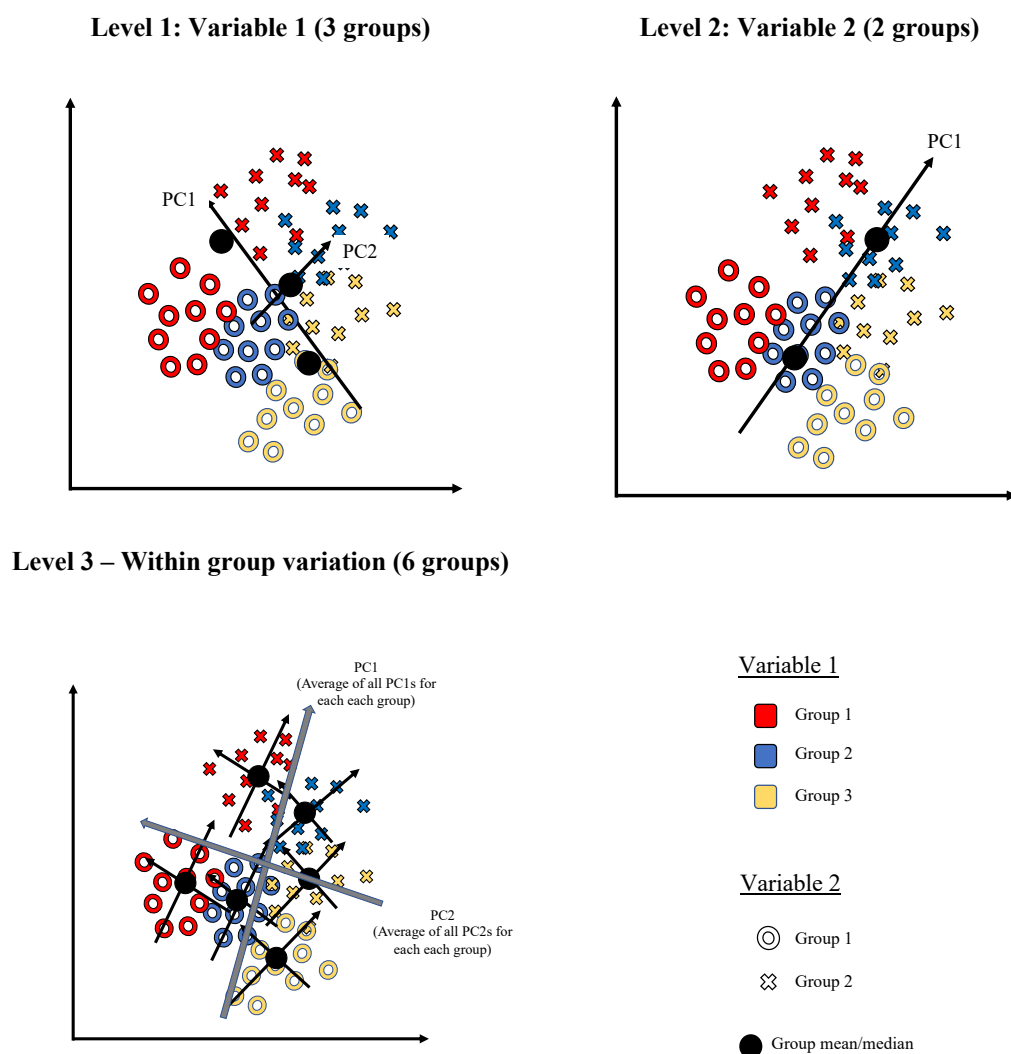 Level 1: Variable 1 (3 groups)
Level 2: Variable 2 (2 groups)
PC1
PC2
PC1
Level 3 – Within group variation (6 groups)
PC1
(Average of all PC1s for
each each group)
PC2
(Average of all PC2s for
each each group)
Variable 1
Group 1
Group 2
Group 3
Variable 2
Group 1
Group 2
Group mean/median